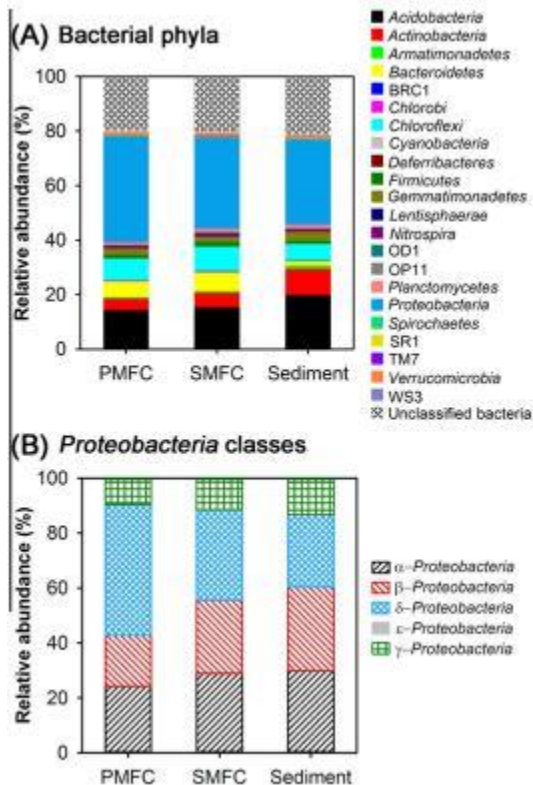 (A) Bacterial phyla
Relative abundance (%)
100
80
60
40
20
0
PMFC SMFC Sediment
Acidobacteria
Actinobacteria
Armatimonadetes
Bacteroidetes
BRC1
Chlorobi
Chloroflexi
Cyanobacteria
Deferribacteres
Firmicutes
Gemmatimonadetes
Lentisphaerae
Nitrospira
OD1
OP11
Planctomycetes
Proteobacteria
Spirochaetes
SR1
TM7
Verrucomicrobia
WS3
Unclassified bacteria
(B) Proteobacteria classes
Relative abundance (%)
100
80
60
40
20
0
PMFC SMFC Sediment
α–Proteobacteria
β–Proteobacteria
δ–Proteobacteria
ε–Proteobacteria
γ–Proteobacteria